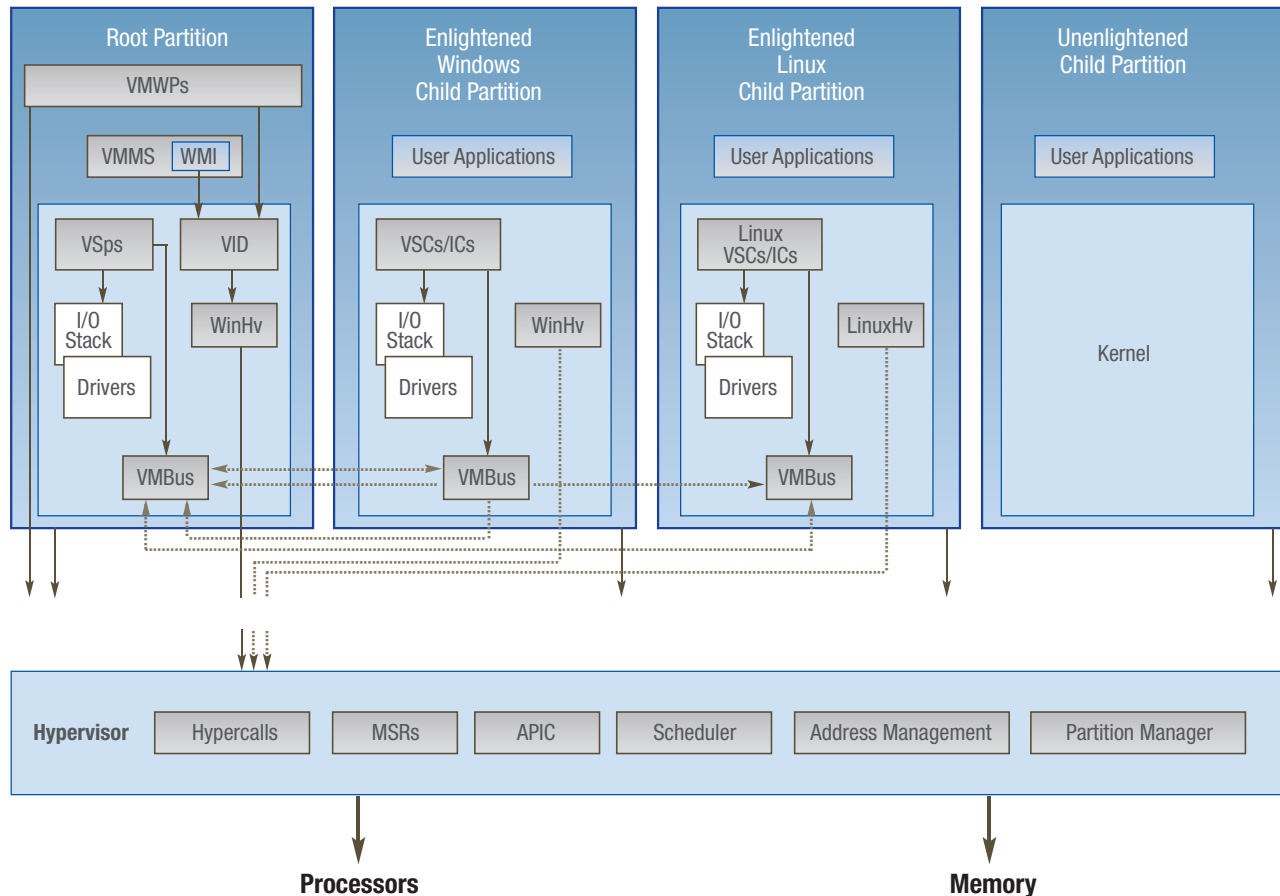 Root Partition
VMWPs
VMMS
WMI
VSps
VID
I/O
Stack
WinHv
Drivers
VMBus
Enlightened
Windows
Child Partition
User Applications
VSCs/ICs
I/O
Stack
WinHv
Drivers
VMBus
Enlightened
Linux
Child Partition
User Applications
Linux
VSCs/ICs
I/O
Stack
LinuxHv
Drivers
VMBus
Unenlightened
Child Partition
User Applications
Kernel
Hypervisor
Hypercalls
MSRs
APIC
Scheduler
Address Management
Partition Manager
Processors
Memory